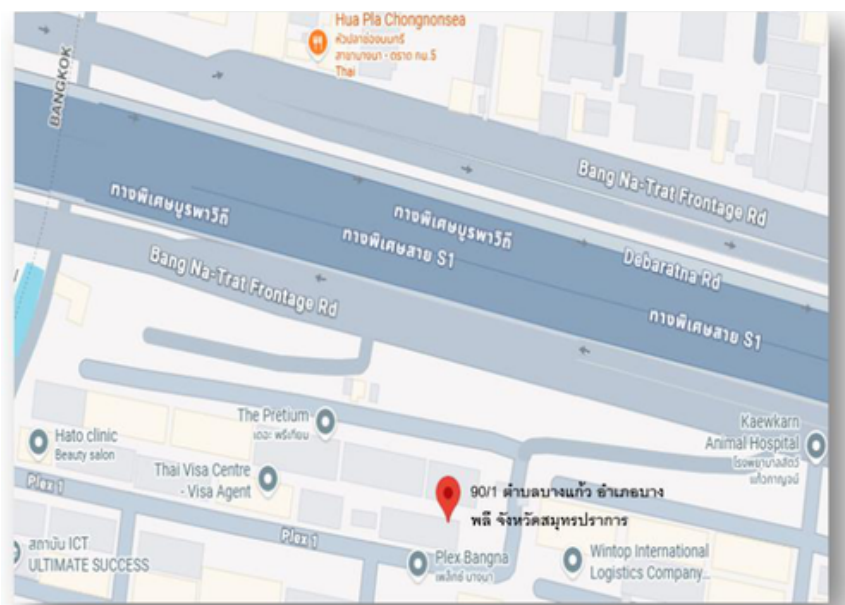 Hua Pla Chongnonsea
หัวปลาช่องนนทรี
สาขาบางนา - ตราด กม.5
Thai
BANGKOK
Bang Na-Trat Frontage Rd
ทางพิเศษบูรพาวิถี
ทางพิเศษบูรพาวิถี
ทางพิเศษสาย S1
Debaratna Rd
Bang Na-Trat Frontage Rd
ทางพิเศษสาย S1
The Pretium
เดอะ พรีเทียม
Kaewkarn
Animal Hospital
โรงพยาบาลสัตว์
แก้วกาญจน์
Hato clinic
Beauty salon
Thai Visa Centre
- Visa Agent
Plex 1
90/1 ตำบลบางแก้ว อำเภอบาง
พลี จังหวัดสมุทรปราการ
Plex 1
สถาบัน ICT
ULTIMATE SUCCESS
Plex Bangna
เพล็กซ์ บางนา
Wintop International
Logistics Company...